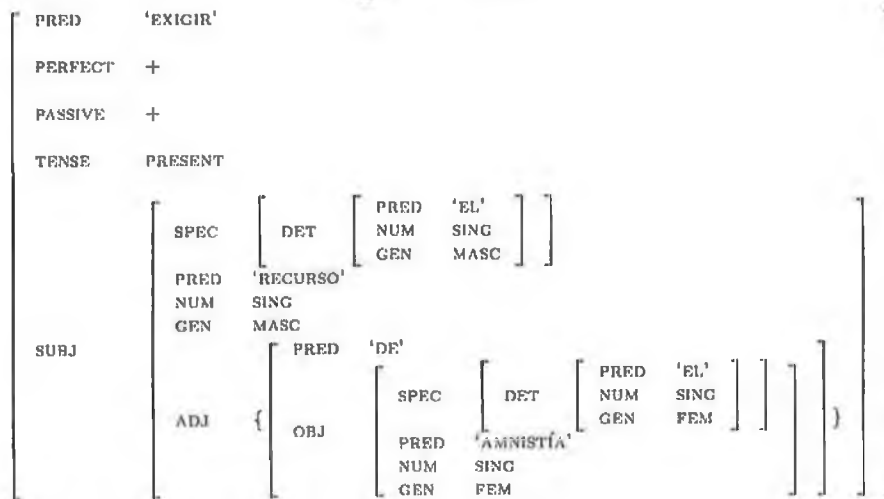 PRED 'EXIGIR'
PERFECT +
PASSIVE +
TENSE PRESENT
PRED 'EL'
SPEC DET NUM SING
GEN MASC
PRED 'RECURSO'
NUM SING
GEN MASC
SUBJ PRED 'DE'
PRED 'EL'
SPEC DET NUM SING
GEN FEM
ADJ { OBJ }
PRED 'AMNISTÍA'
NUM SING
GEN FEM